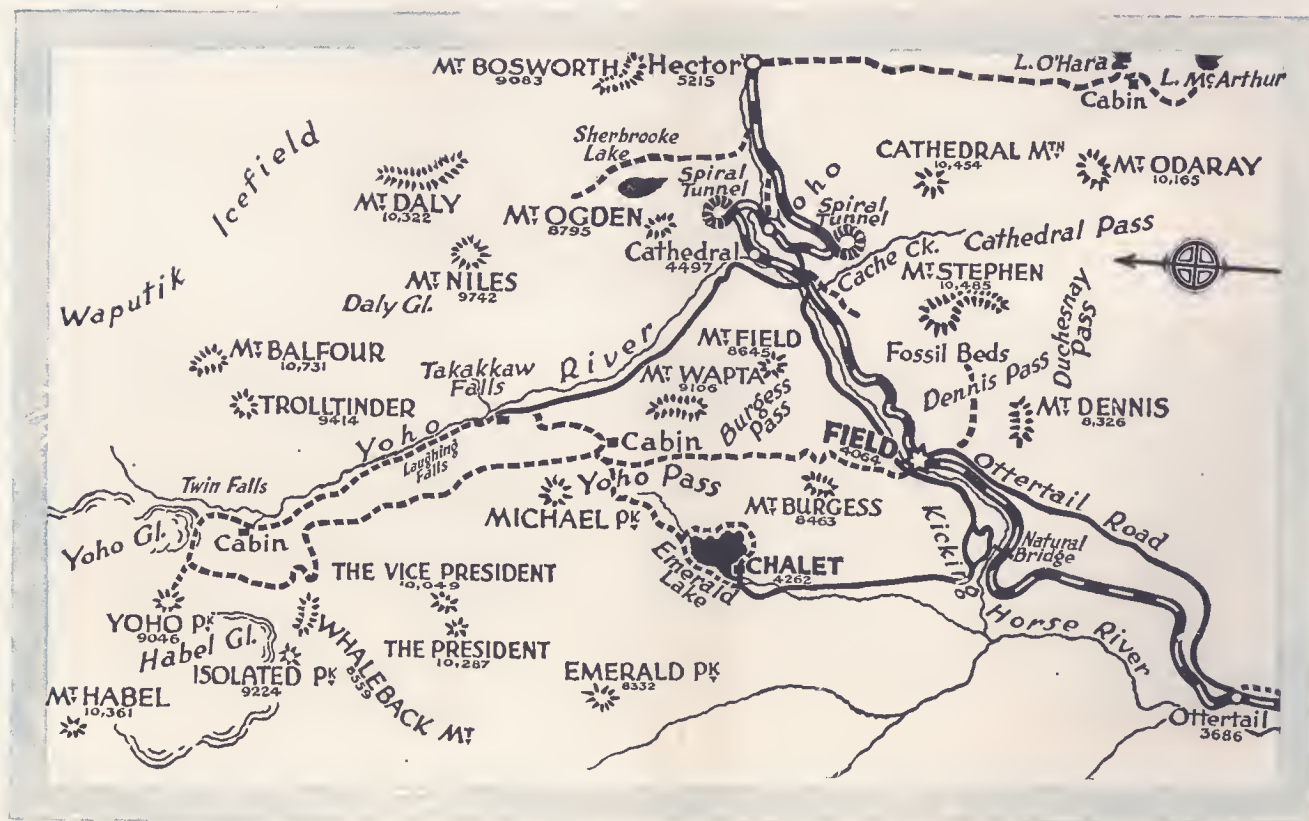 MT. BOSWORTH
9083
Hector
5215
L. O'Hara
L. McArthur
Cabin
Waputik Icefield
Sherbrooke
Lake
Spiral
Tunnel
Yoho
Spiral
Tunnel
CATHEDRAL MTN
10,454
MT. ODARAY
10,165
MT. DALY
10,322
MT. OGDEN
8795
Cathedral
4497
Cache Ck.
Cathedral Pass
MT. NILES
9742
Daly Gl.
MT. STEPHEN
10,485
Duchesnay
Pass
MT. BALFOUR
10,731
Takakkaw
Falls
Yoho River
MT. FIELD
8645
MT. WAPTA
9106
Burgess
Pass
Fossil Beds
Dennis Pass
TROLLTINDER
9414
Laughing
Falls
Cabin
FIELD
4064
MT. DENNIS
8,326
Twin Falls
Yoho Gl.
Cabin
MICHAEL PK.
Yoho Pass
MT. BURGESS
8463
Ottertail Road
Natural
Bridge
THE VICE PRESIDENT
10,049
Emerald
Lake
CHALET
4262
Kicking Horse River
YOHO PK.
9046
Habel Gl.
ISOLATED PK.
9224
WHALEBACK MT.
8559
THE PRESIDENT
10,287
EMERALD PK.
8332
MT. HABEL
10,361
Ottertail
3686